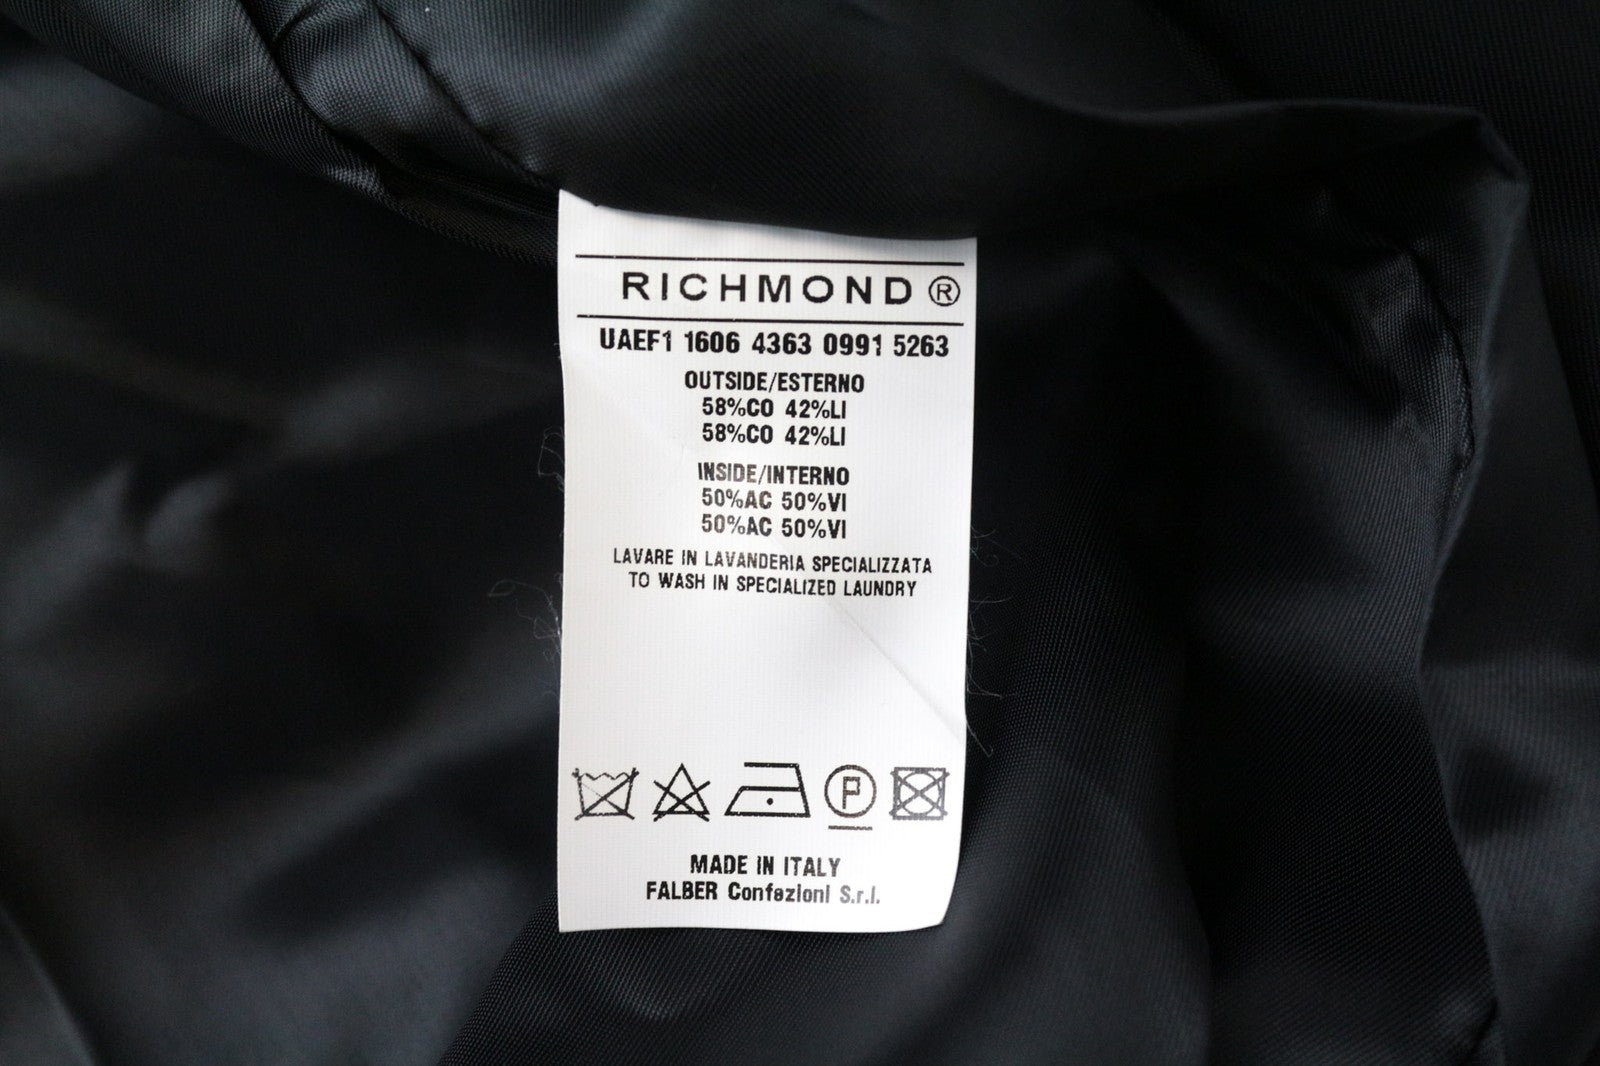 RICHMOND ®
UAEF1 1606 4363 0991 5263
OUTSIDE/ESTERNO
58%CO 42%LI
58%CO 42%LI
INSIDE/INTERNO
50%AC 50%VI
50%AC 50%VI
LAVARE IN LAVANDERIA SPECIALIZZATA
TO WASH IN SPECIALIZED LAUNDRY
P
MADE IN ITALY
FALBER Confezioni S.r.l.